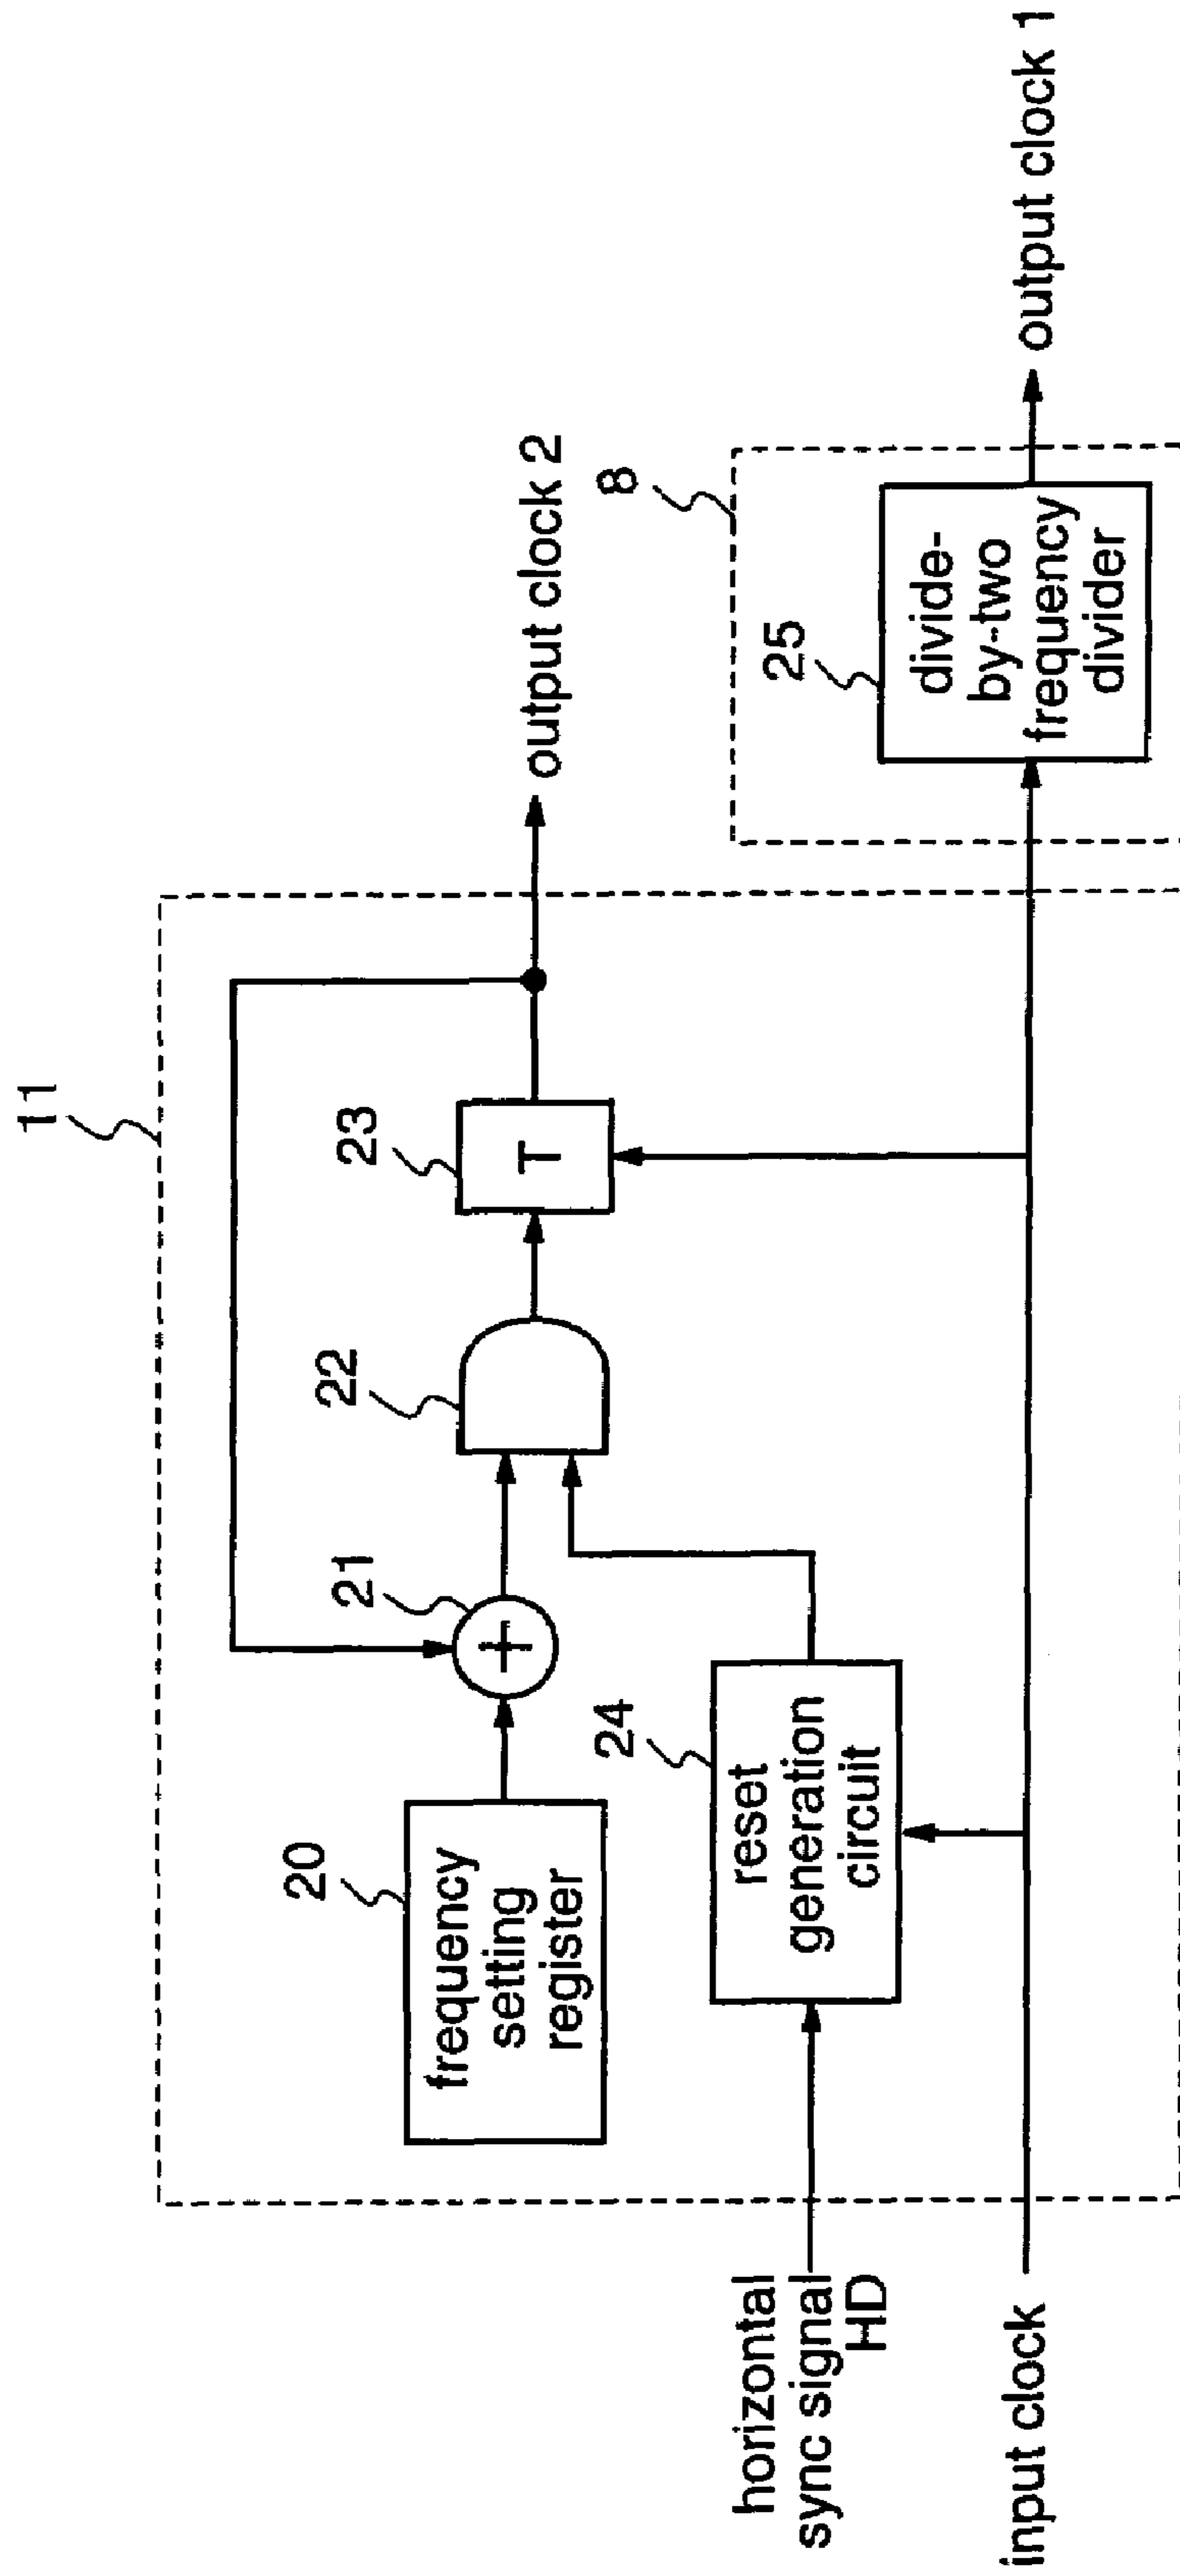 11
20
frequency
setting
register
21
22
23
T
output clock 2
24
reset
generation
circuit
horizontal
sync signal
HD
8
25
divide-
by-two
frequency
divider
input clock
output clock 1